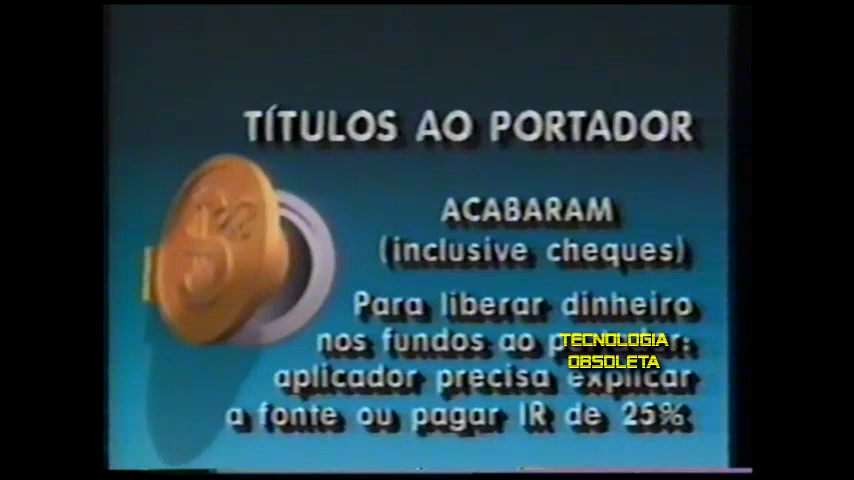 TÍTULOS AO PORTADOR
ACABARAM
(inclusive cheques)
Para liberar dinheiro
nos fundos ao portador:
TECNOLOGIA
OBSOLETA
aplicador precisa explicar
a fonte ou pagar IR de 25%